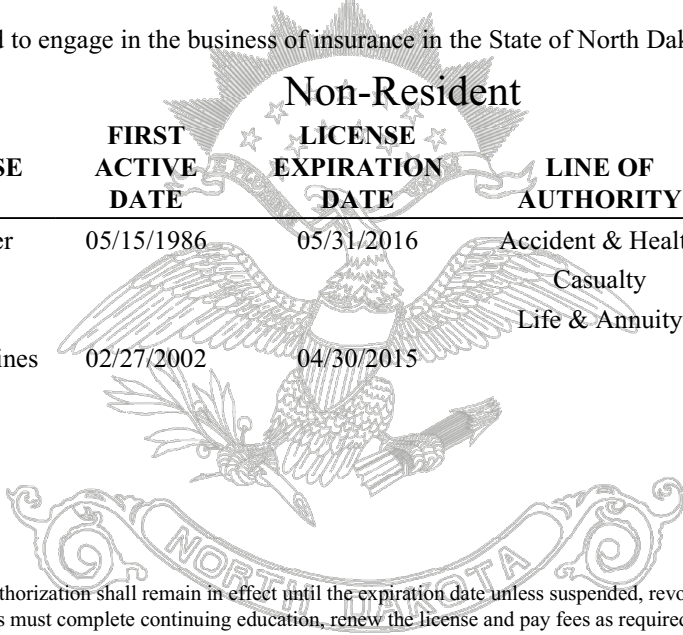 d to engage in the business of insurance in the State of North Dak
Non-Resident
FIRST LICENSE
SE ACTIVE EXPIRATION LINE OF
DATE DATE AUTHORITY
er 05/15/1986 05/31/2016 Accident & Healt
Casualty
Life & Annuity
ines 02/27/2002 04/30/2015
NORTH DAKOTA
thorization shall remain in effect until the expiration date unless suspended, revo
s must complete continuing education, renew the license and pay fees as required